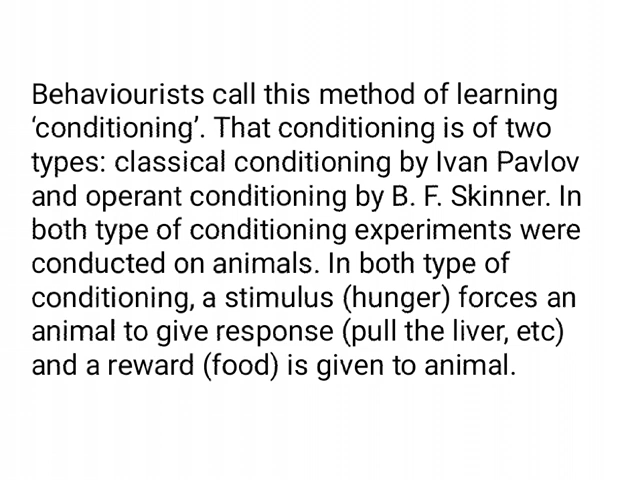 Behaviourists call this method of learning
‘conditioning’. That conditioning is of two
types: classical conditioning by Ivan Pavlov
and operant conditioning by B. F. Skinner. In
both type of conditioning experiments were
conducted on animals. In both type of
conditioning, a stimulus (hunger) forces an
animal to give response (pull the liver, etc)
and a reward (food) is given to animal.